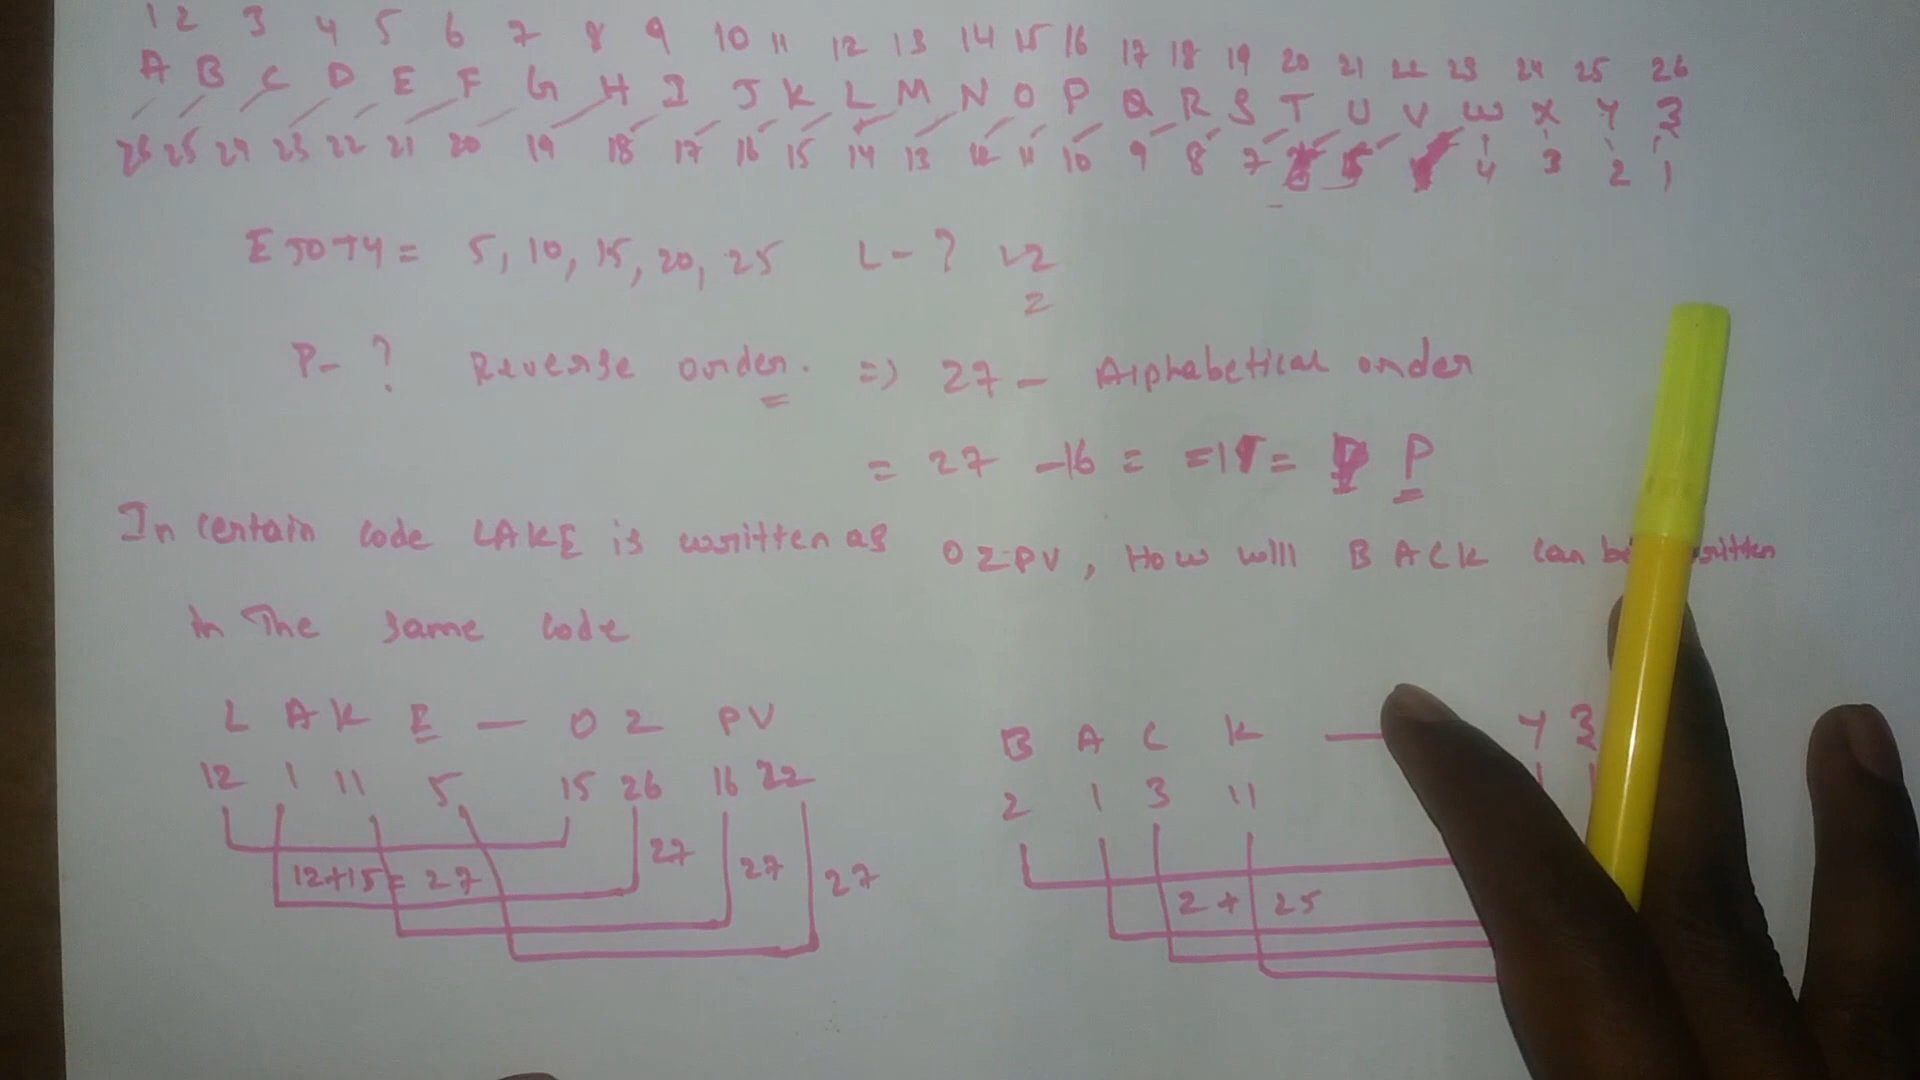 1 2 3 4 5 6 7 8 9 10 11 12 13 14 15 16 17 18 19 20 21 22 23 24 25 26
A B C D E F G H I J K L M N O P Q R S T U V W X Y Z
26 25 24 23 22 21 20 19 18 17 16 15 14 13 12 11 10 9 8 7 6 5 4 3 2 1
EJOTY = 5, 10, 15, 20, 25 L - ? 12
2
P - ? Reverse order. => 27 - Alphabetical order
= 27 - 16 = = 11 = P
In certain code LAKE is written as OZPV, How will BACK can be written
in The same code
L A K E — O Z P V B A C K — Y Z
12 1 11 5 15 26 16 22 2 1 3 11
12+15 = 27 27 27 27 2 + 25